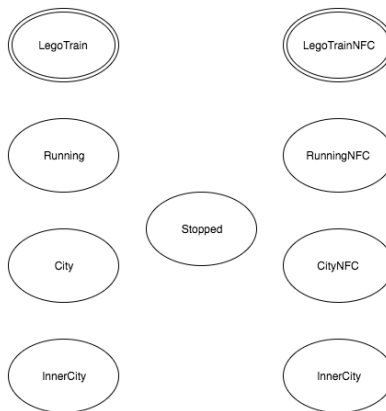 LegoTrain
LegoTrainNFC
Running
RunningNFC
Stopped
City
CityNFC
InnerCity
InnerCity